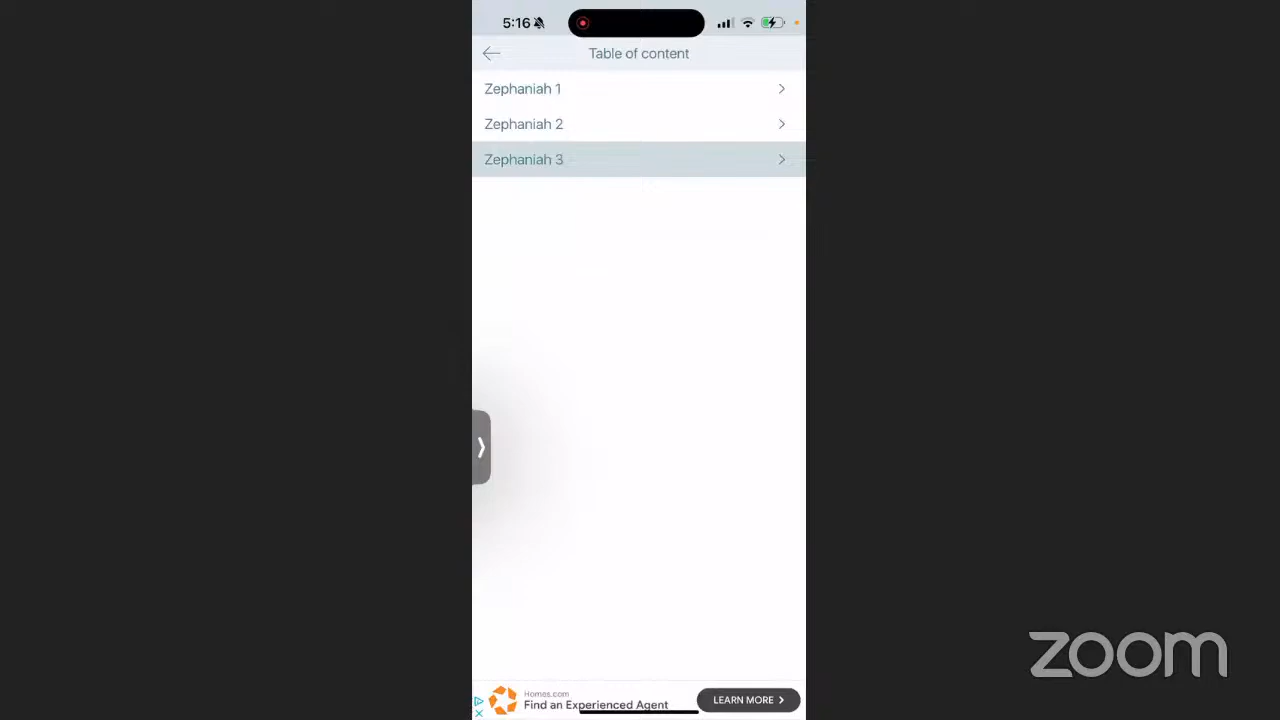 5:16
Table of content
Zephaniah 1
Zephaniah 2
Zephaniah 3
Homes.com
Find an Experienced Agent
LEARN MORE
zoom